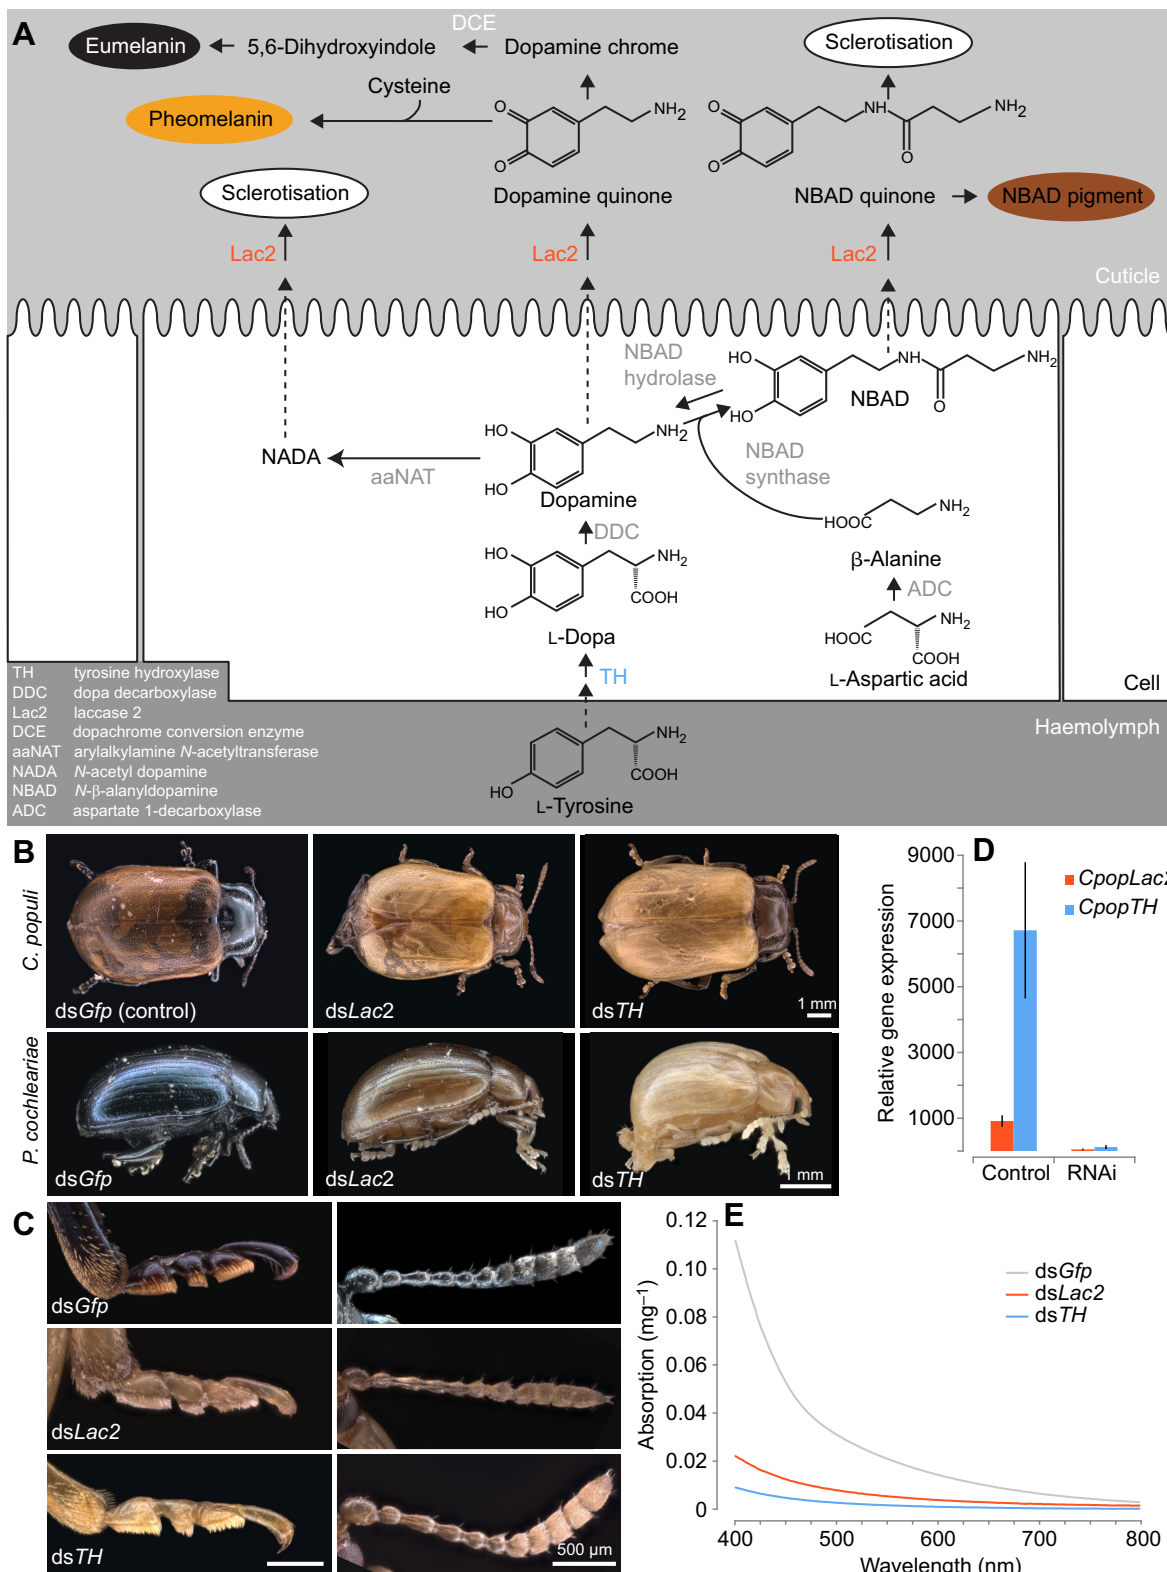 A
Eumelanin
5,6-Dihydroxyindole
DCE
Dopamine chrome
Sclerotisation
Cysteine
Pheomelanin
O
O
NH2
O
O
NH
O
NH2
Sclerotisation
Dopamine quinone
NBAD quinone
NBAD pigment
Lac2
Lac2
Lac2
Cuticle
NBAD
hydrolase
HO
HO
NH
O
NH2
NBAD
HO
HO
NH2
NADA
aaNAT
NBAD
synthase
Dopamine
HOOC
NH2
DDC
β-Alanine
HO
HO
NH2
COOH
ADC
HOOC
NH2
COOH
L-Dopa
L-Aspartic acid
TH
Cell
TH tyrosine hydroxylase
DDC dopa decarboxylase
Lac2 laccase 2
DCE dopachrome conversion enzyme
aaNAT arylalkylamine N-acetyltransferase
NADA N-acetyl dopamine
NBAD N-β-alanyldopamine
ADC aspartate 1-decarboxylase
Haemolymph
HO
NH2
COOH
L-Tyrosine
B
C. populi
dsGfp (control)
dsLac2
dsTH
1 mm
P. cochleariae
dsGfp
dsLac2
dsTH
1 mm
D
Relative gene expression
9000
7000
5000
3000
1000
CpopLac2
CpopTH
Control
RNAi
C
dsGfp
dsLac2
dsTH
500 µm
E
Absorption (mg−1)
0.12
0.10
0.08
0.06
0.04
0.02
0
dsGfp
dsLac2
dsTH
400 500 600 700 800
Wavelength (nm)